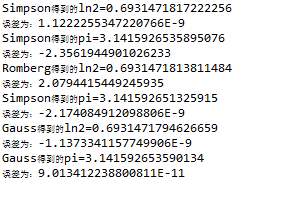 Simpson得到的ln2=0.6931471817222256
误差为：1.1222255347220766E-9
Simpson得到的pi=3.1415926535895076
误差为：-2.3561944901026233
Romberg得到的ln2=0.6931471813811484
误差为：2.0794415449245935
Simpson得到的pi=3.141592651325915
误差为：-2.174084912098806E-9
Gauss得到的ln2=0.6931471794626659
误差为：-1.1373341157749906E-9
Gauss得到的pi=3.141592653590134
误差为：9.013412238800811E-11